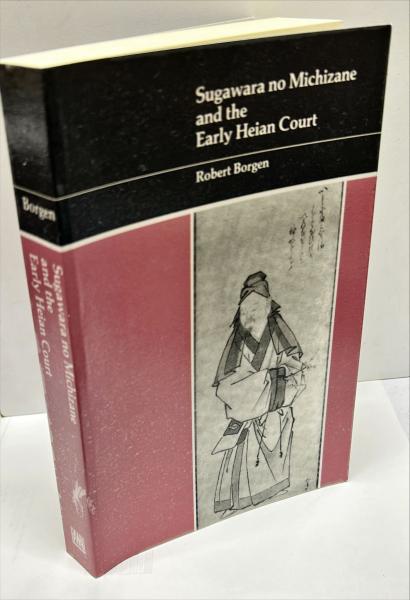 Sugawara no Michizane
and the
Early Heian Court
Robert Borgen
Borgen
Sugawara no Michizane
and the
Early Heian Court